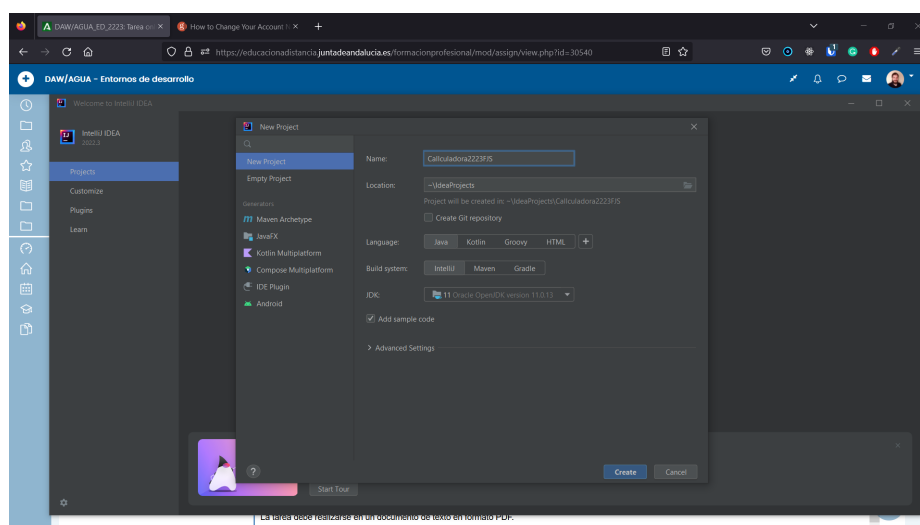 DAW/AGUA_ED_2223: Tarea on
How to Change Your Account N
https://educacionadistancia.juntadeandalucia.es/formacionprofesional/mod/assign/view.php?id=30540
DAW/AGUA - Entornos de desarrollo
Welcome to IntelliJ IDEA
IntelliJ IDEA
2022.3
Projects
Customize
Plugins
Learn
New Project
New Project
Empty Project
Generators
Maven Archetype
JavaFX
Kotlin Multiplatform
Compose Multiplatform
IDE Plugin
Android
Name:
Callculadora2223FJS
Location:
~\IdeaProjects
Project will be created in: ~\IdeaProjects\Callculadora2223FJS
Create Git repository
Language:
Java Kotlin Groovy HTML +
Build system:
IntelliJ Maven Gradle
JDK:
11 Oracle OpenJDK version 11.0.13
Add sample code
> Advanced Settings
? Create Cancel
Start Tour
La tarea debe realizarse en un documento de texto en formato PDF.